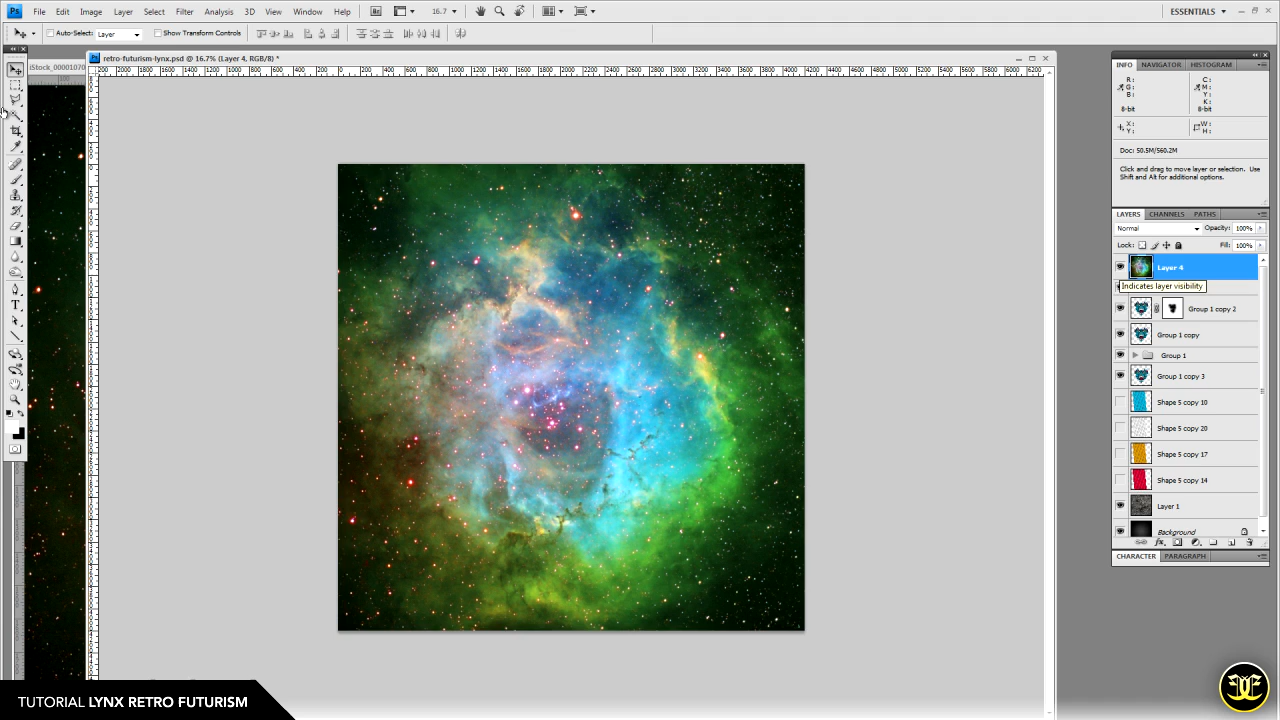 Ps File Edit Image Layer Select Filter Analysis 3D View Window Help 16.7 ESSENTIALS
Auto-Select: Layer Show Transform Controls
iStock_00001070
retro-futurism-lynx.psd @ 16.7% (Layer 4, RGB/8) *
INFO NAVIGATOR HISTOGRAM
R: C:
G: M:
B: Y:
K:
8-bit 8-bit
X: W:
Y: H:
Doc: 50.5M/560.2M
Click and drag to move layer or selection. Use
Shift and Alt for additional options.
LAYERS CHANNELS PATHS
Normal Opacity: 100%
Lock: Fill: 100%
Layer 4
Indicates layer visibility
Group 1 copy 2
Group 1 copy
Group 1
Group 1 copy 3
Shape 5 copy 10
Shape 5 copy 20
Shape 5 copy 17
Shape 5 copy 14
Layer 1
Background
CHARACTER PARAGRAPH
TUTORIAL LYNX RETRO FUTURISM